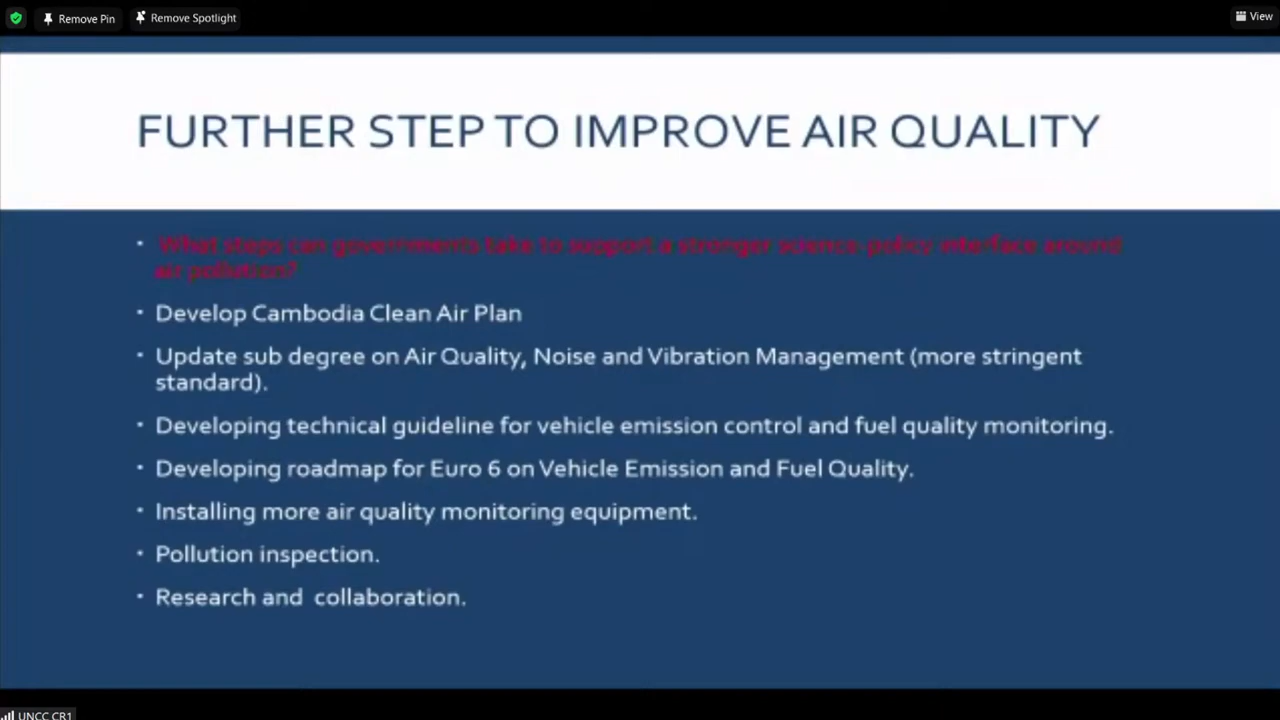 Remove Pin
Remove Spotlight
View
FURTHER STEP TO IMPROVE AIR QUALITY
• What steps can governments take to support a stronger science-policy interface around
air pollution?
• Develop Cambodia Clean Air Plan
• Update sub degree on Air Quality, Noise and Vibration Management (more stringent
standard).
• Developing technical guideline for vehicle emission control and fuel quality monitoring.
• Developing roadmap for Euro 6 on Vehicle Emission and Fuel Quality.
• Installing more air quality monitoring equipment.
• Pollution inspection.
• Research and  collaboration.
UNCC CR1